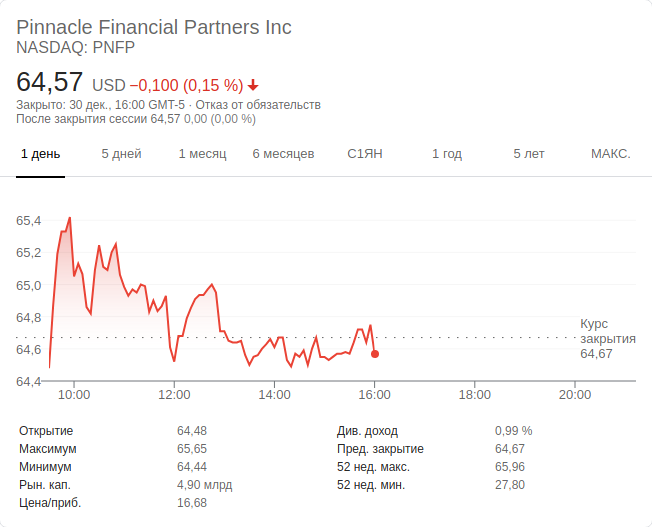 Pinnacle Financial Partners Inc
NASDAQ: PNFP
64,57 USD −0,100 (0,15 %)
Закрыто: 30 дек., 16:00 GMT-5 · Отказ от обязательств
После закрытия сессии 64,57 0,00 (0,00 %)
1 день 5 дней 1 месяц 6 месяцев С1ЯН 1 год 5 лет МАКС.
65,4
65,2
65,0
64,8
64,6
64,4
Курс
закрытия
64,67
10:00 12:00 14:00 16:00 18:00 20:00
Открытие 64,48 Див. доход 0,99 %
Максимум 65,65 Пред. закрытие 64,67
Минимум 64,44 52 нед. макс. 65,96
Рын. кап. 4,90 млрд 52 нед. мин. 27,80
Цена/приб. 16,68